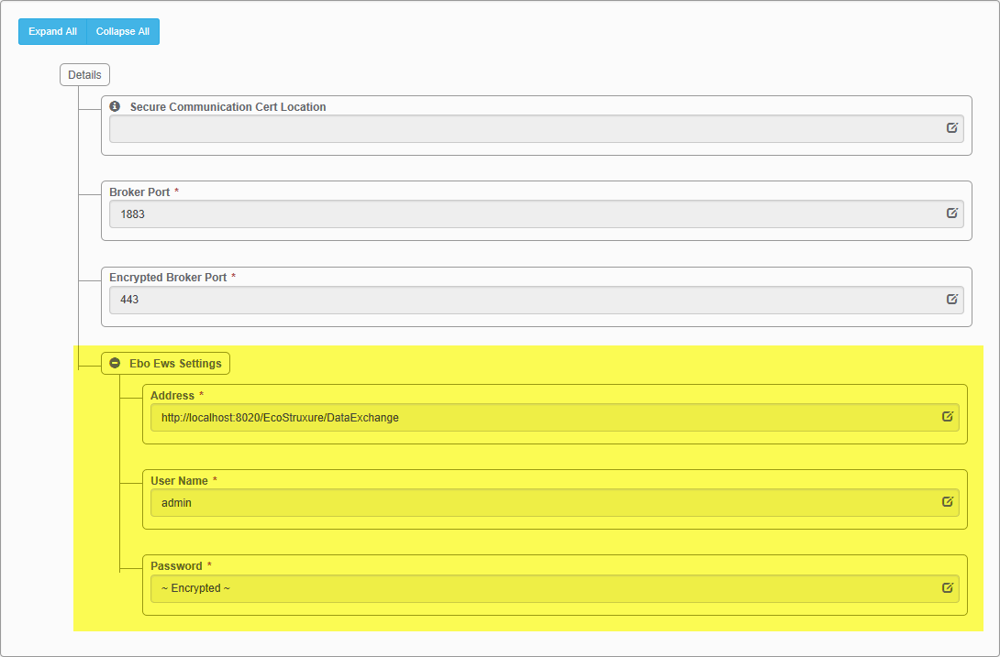 Expand All Collapse All
Details
Secure Communication Cert Location
Broker Port *
1883
Encrypted Broker Port *
443
Ebo Ews Settings
Address *
http://localhost:8020/EcoStruxure/DataExchange
User Name *
admin
Password *
~ Encrypted ~